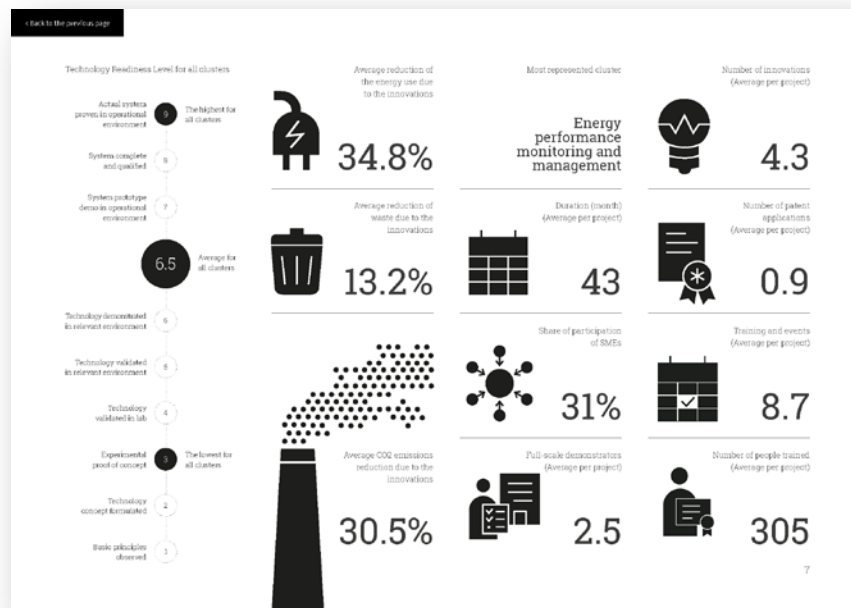 < Back to the previous page
Technology Readiness Level for all clusters
Actual system
proven in operational
environment
9
The highest for
all clusters
System complete
and qualified
8
System prototype
demo in operational
environment
7
6.5
Average for
all clusters
Technology demonstrated
in relevant environment
6
Technology validated
in relevant environment
5
Technology
validated in lab
4
Experimental
proof of concept
3
The lowest for
all clusters
Technology
concept formulated
2
Basic principles
observed
1
Average reduction of
the energy use due
to the innovations
34.8%
Average reduction of
waste due to the
innovations
13.2%
Average CO2 emissions
reduction due to the
innovations
30.5%
Most represented cluster
Energy
performance
monitoring and
management
Duration (month)
(Average per project)
43
Share of participation
of SMEs
31%
Full-scale demonstrators
(Average per project)
2.5
Number of innovations
(Average per project)
4.3
Number of patent
applications
(Average per project)
0.9
Training and events
(Average per project)
8.7
Number of people trained
(Average per project)
305
7